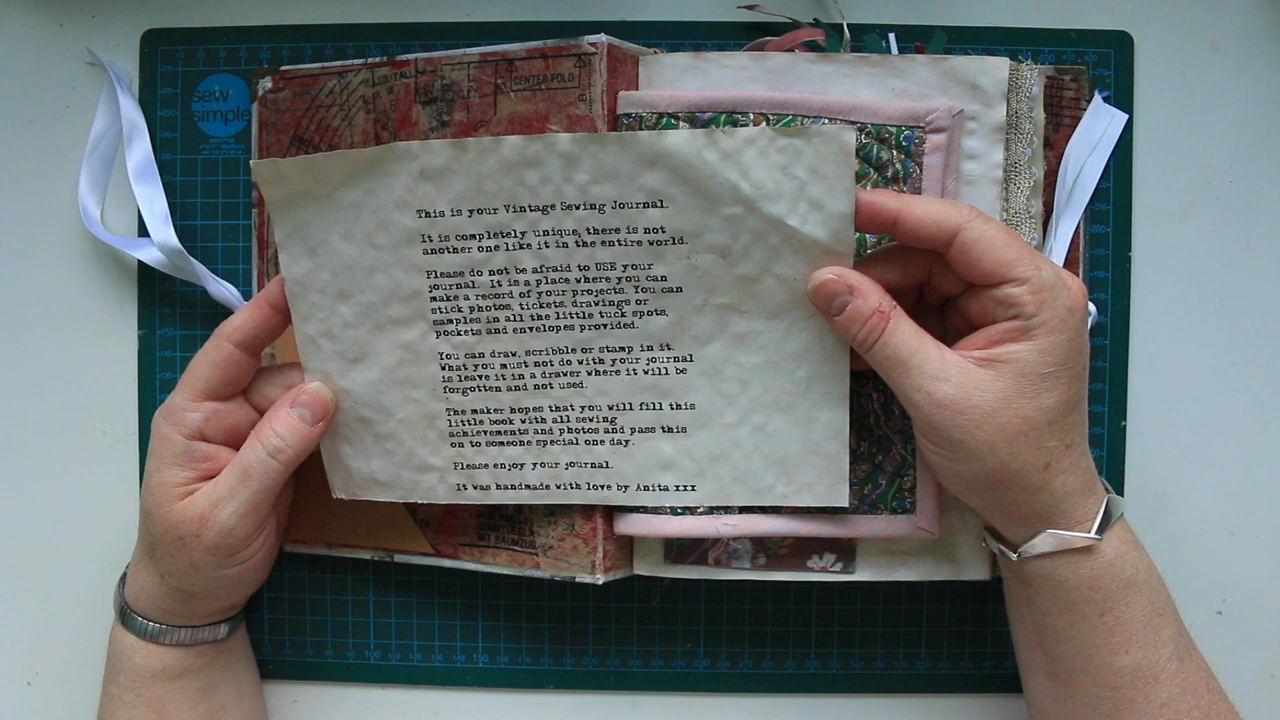 sew
simple
US/TALL
CENTER FOLD
This is your Vintage Sewing Journal.
It is completely unique, there is not
another one like it in the entire world.
Please do not be afraid to USE your
journal. It is a place where you can
make a record of your projects. You can
stick photos, tickets, drawings or
samples in all the little tuck spots,
pockets and envelopes provided.
You can draw, scribble or stamp in it.
What you must not do with your journal
is leave it in a drawer where it will be
forgotten and not used.
The maker hopes that you will fill this
little book with all sewing
achievements and photos and pass this
on to someone special one day.
Please enjoy your journal.
It was handmade with love by Anita xxx
MIT SAUMZUG